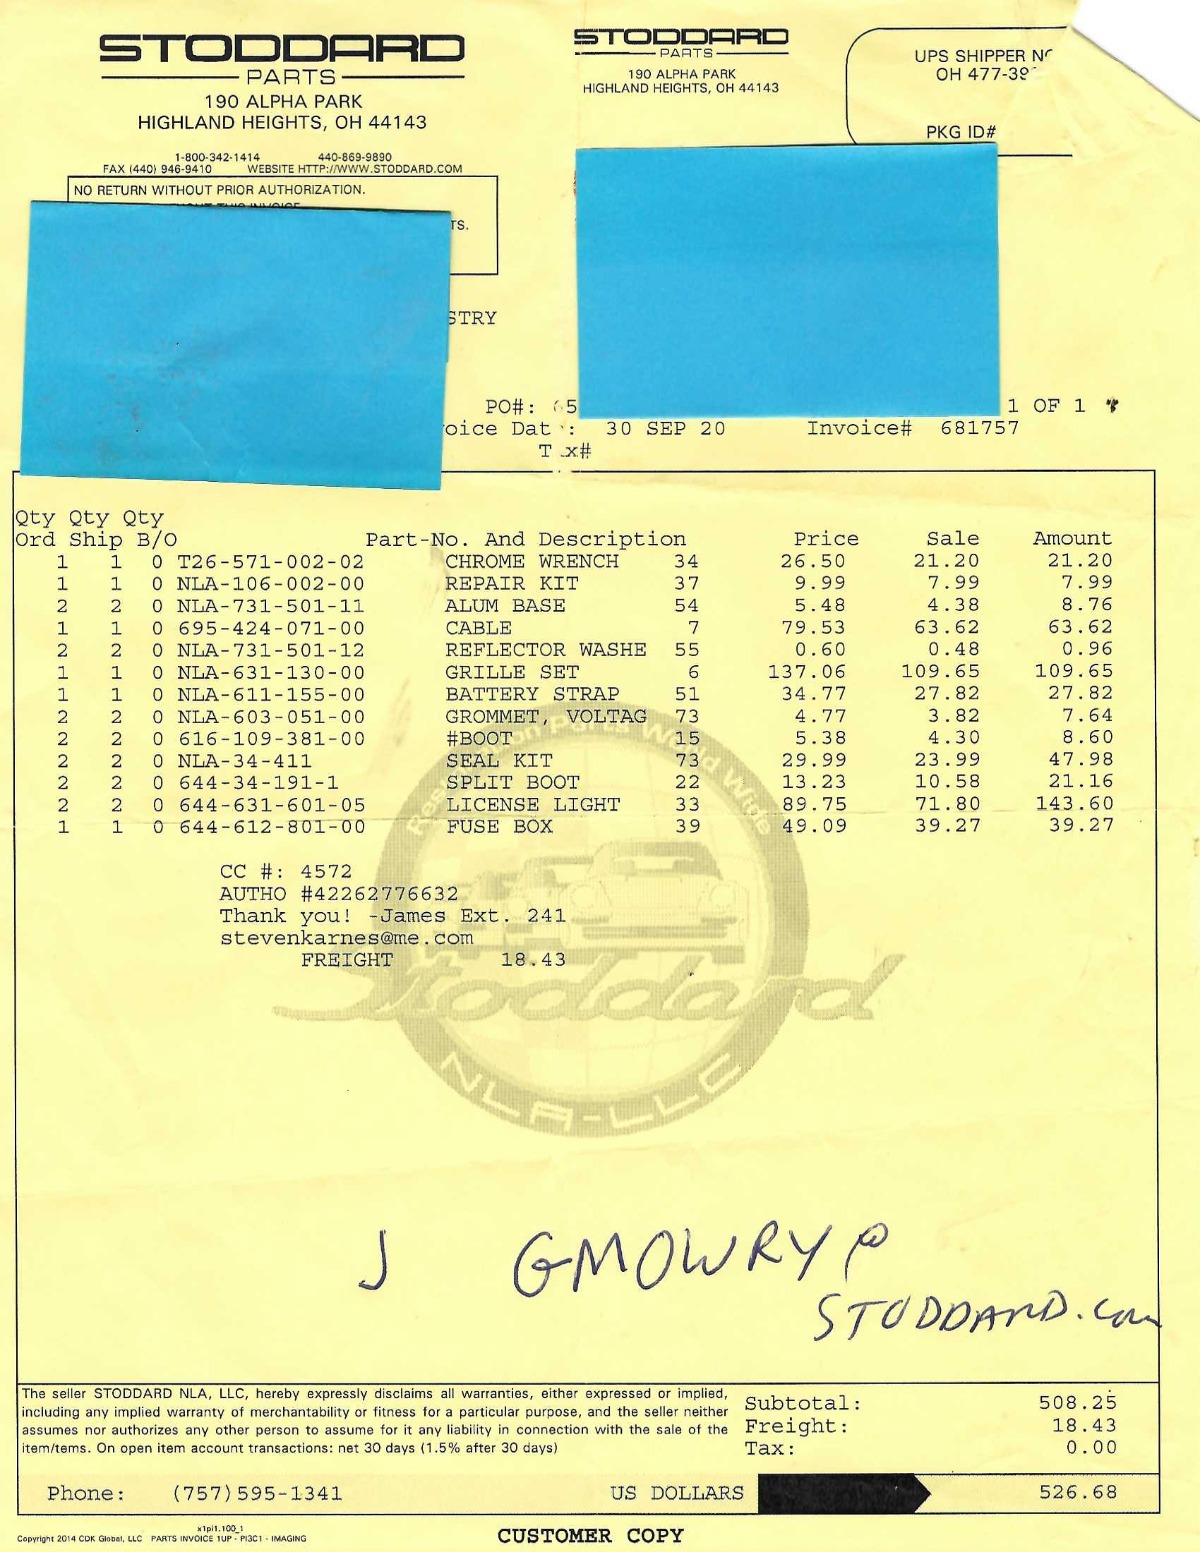 STODDARD
PARTS
190 ALPHA PARK
HIGHLAND HEIGHTS, OH 44143
1-800-342-1414 440-869-9890
FAX (440) 946-9410 WEBSITE HTTP://WWW.STODDARD.COM
NO RETURN WITHOUT PRIOR AUTHORIZATION.
THIS INVOICE
TS.
STODDARD
PARTS
190 ALPHA PARK
HIGHLAND HEIGHTS, OH 44143
UPS SHIPPER
OH 477-39
PKG ID#
STRY
PO#: 1 OF 1
oice Dat : 30 SEP 20 Invoice# 681757
T x#
Qty Qty Qty
Ord Ship B/O Part-No. And Description Price Sale Amount
1 1 0 T26-571-002-02 CHROME WRENCH 34 26.50 21.20 21.20
1 1 0 NLA-106-002-00 REPAIR KIT 37 9.99 7.99 7.99
2 2 0 NLA-731-501-11 ALUM BASE 54 5.48 4.38 8.76
1 1 0 695-424-071-00 CABLE 7 79.53 63.62 63.62
2 2 0 NLA-731-501-12 REFLECTOR WASHE 55 0.60 0.48 0.96
1 1 0 NLA-631-130-00 GRILLE SET 6 137.06 109.65 109.65
1 1 0 NLA-611-155-00 BATTERY STRAP 51 34.77 27.82 27.82
2 2 0 NLA-603-051-00 GROMMET, VOLTAG 73 4.77 3.82 7.64
2 2 0 616-109-381-00 #BOOT 15 5.38 4.30 8.60
2 2 0 NLA-34-411 SEAL KIT 73 29.99 23.99 47.98
2 2 0 644-34-191-1 SPLIT BOOT 22 13.23 10.58 21.16
2 2 0 644-631-601-05 LICENSE LIGHT 33 89.75 71.80 143.60
1 1 0 644-612-801-00 FUSE BOX 39 49.09 39.27 39.27
CC #: 4572
AUTHO #42262776632
Thank you! -James Ext. 241
stevenkarnes@me.com
FREIGHT 18.43
Restoration Parts World Wide
Stoddard
NLA-LLC
J GMOWRY@
STODDARD.com
The seller STODDARD NLA, LLC, hereby expressly disclaims all warranties, either expressed or implied,
including any implied warranty of merchantability or fitness for a particular purpose, and the seller neither
assumes nor authorizes any other person to assume for it any liability in connection with the sale of the
item/items. On open item account transactions: net 30 days (1.5% after 30 days)
Subtotal: 508.25
Freight: 18.43
Tax: 0.00
Phone: (757)595-1341 US DOLLARS 526.68
x1pi1.100_1
Copyright 2014 CDK Global, LLC PARTS INVOICE 1UP - PI3C1 - IMAGING
CUSTOMER COPY